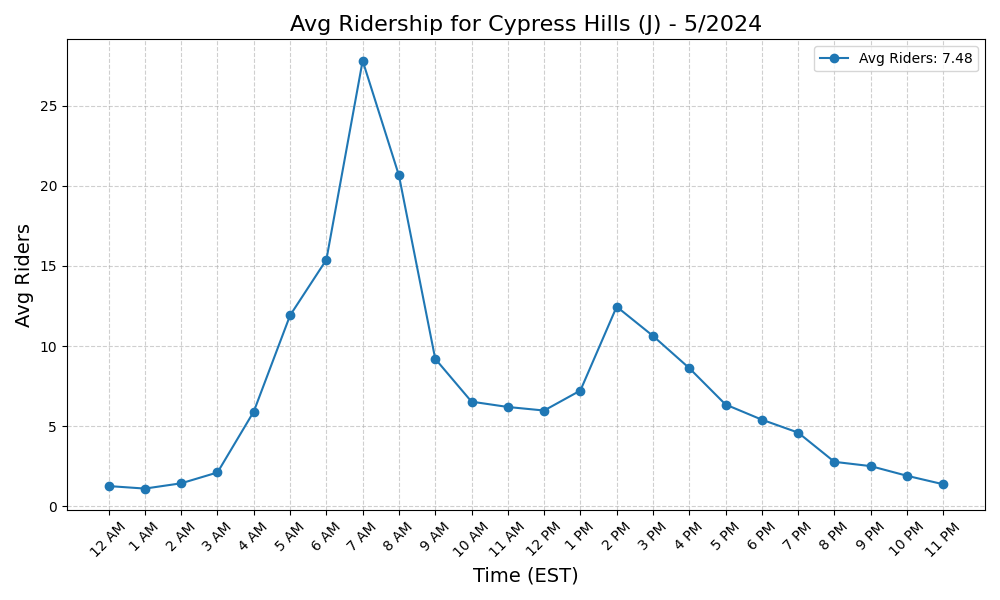 Avg Ridership for Cypress Hills (J) - 5/2024
Avg Riders: 7.48
Avg Riders
25
20
15
10
5
0
12 AM
1 AM
2 AM
3 AM
4 AM
5 AM
6 AM
7 AM
8 AM
9 AM
10 AM
11 AM
12 PM
1 PM
2 PM
3 PM
4 PM
5 PM
6 PM
7 PM
8 PM
9 PM
10 PM
11 PM
Time (EST)